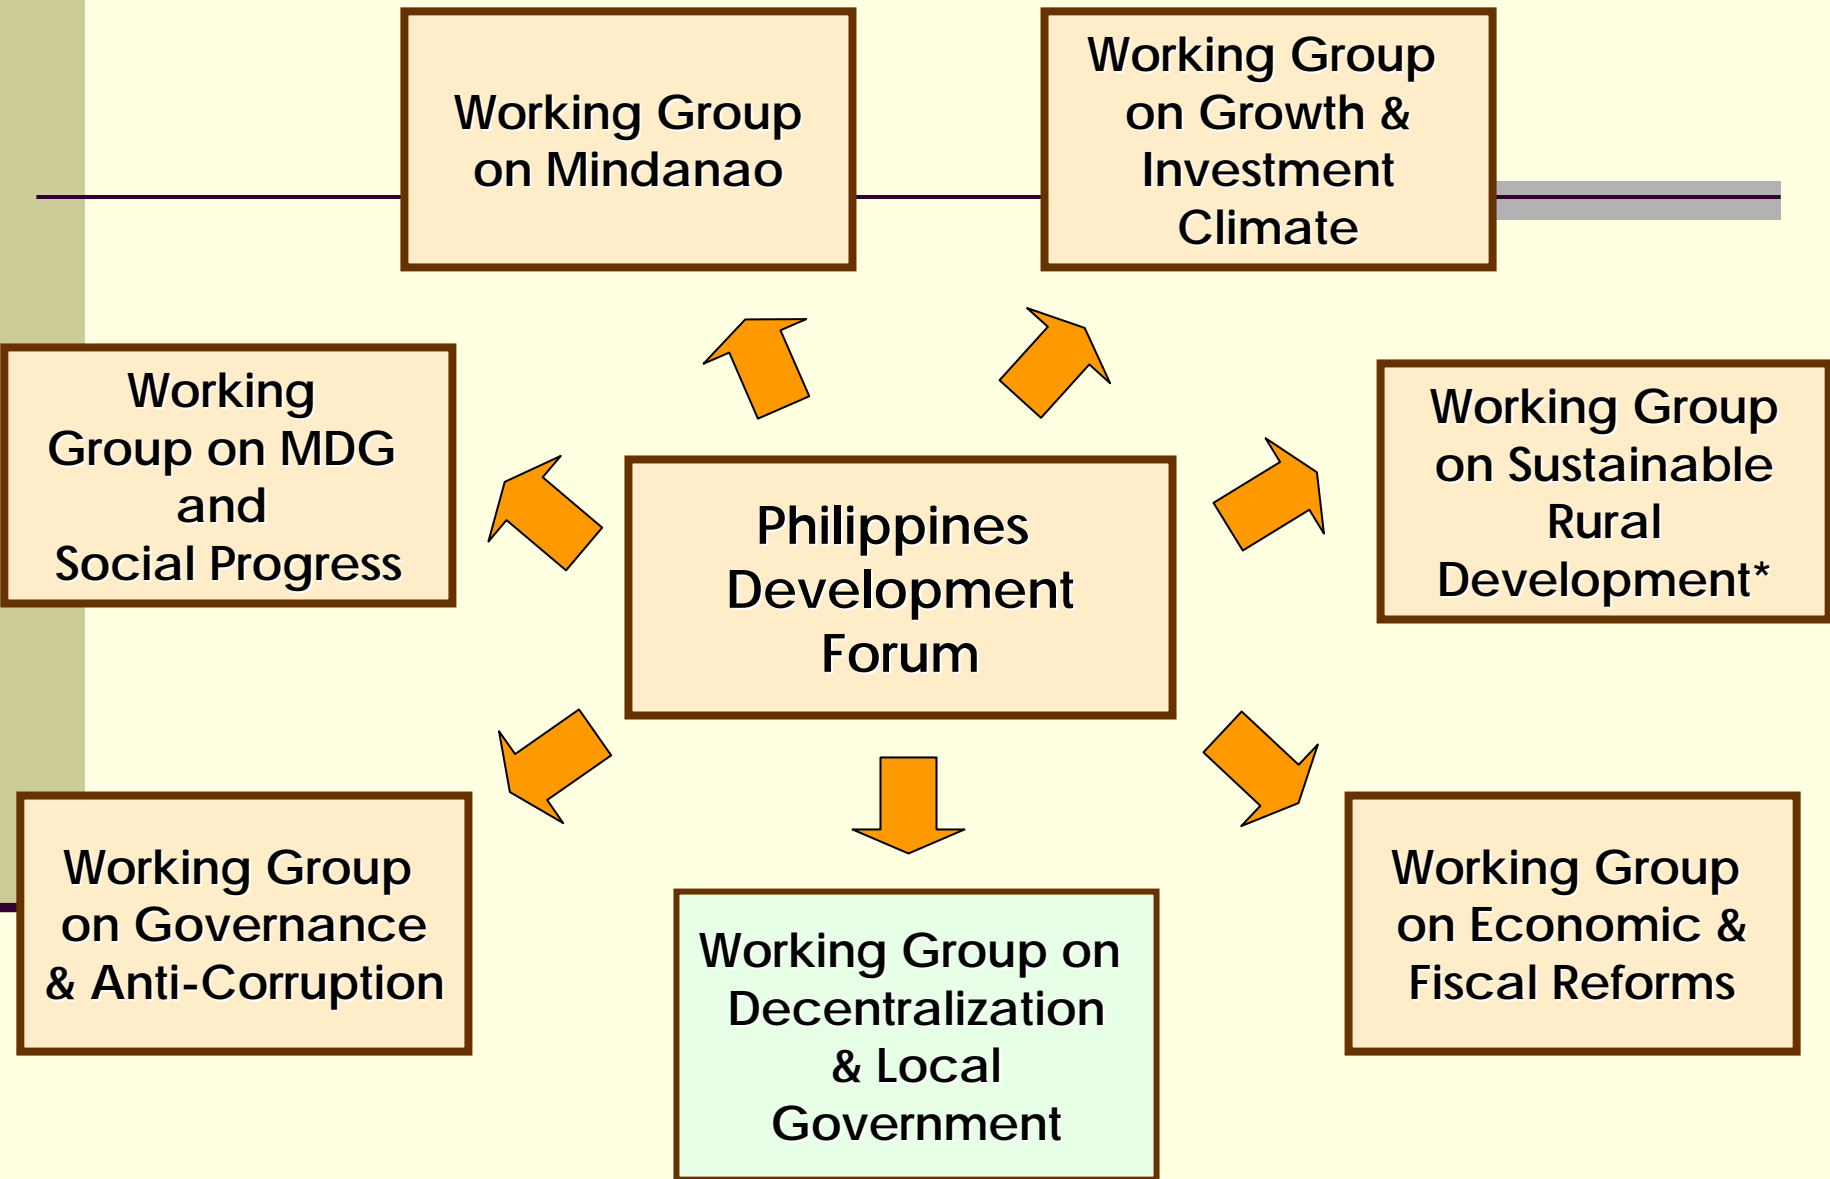 Working Group
on Mindanao
Working Group
on Growth &
Investment
Climate
Working
Group on MDG
and
Social Progress
Philippines
Development
Forum
Working Group
on Sustainable
Rural
Development*
Working Group
on Governance
& Anti-Corruption
Working Group on
Decentralization
& Local
Government
Working Group
on Economic &
Fiscal Reforms